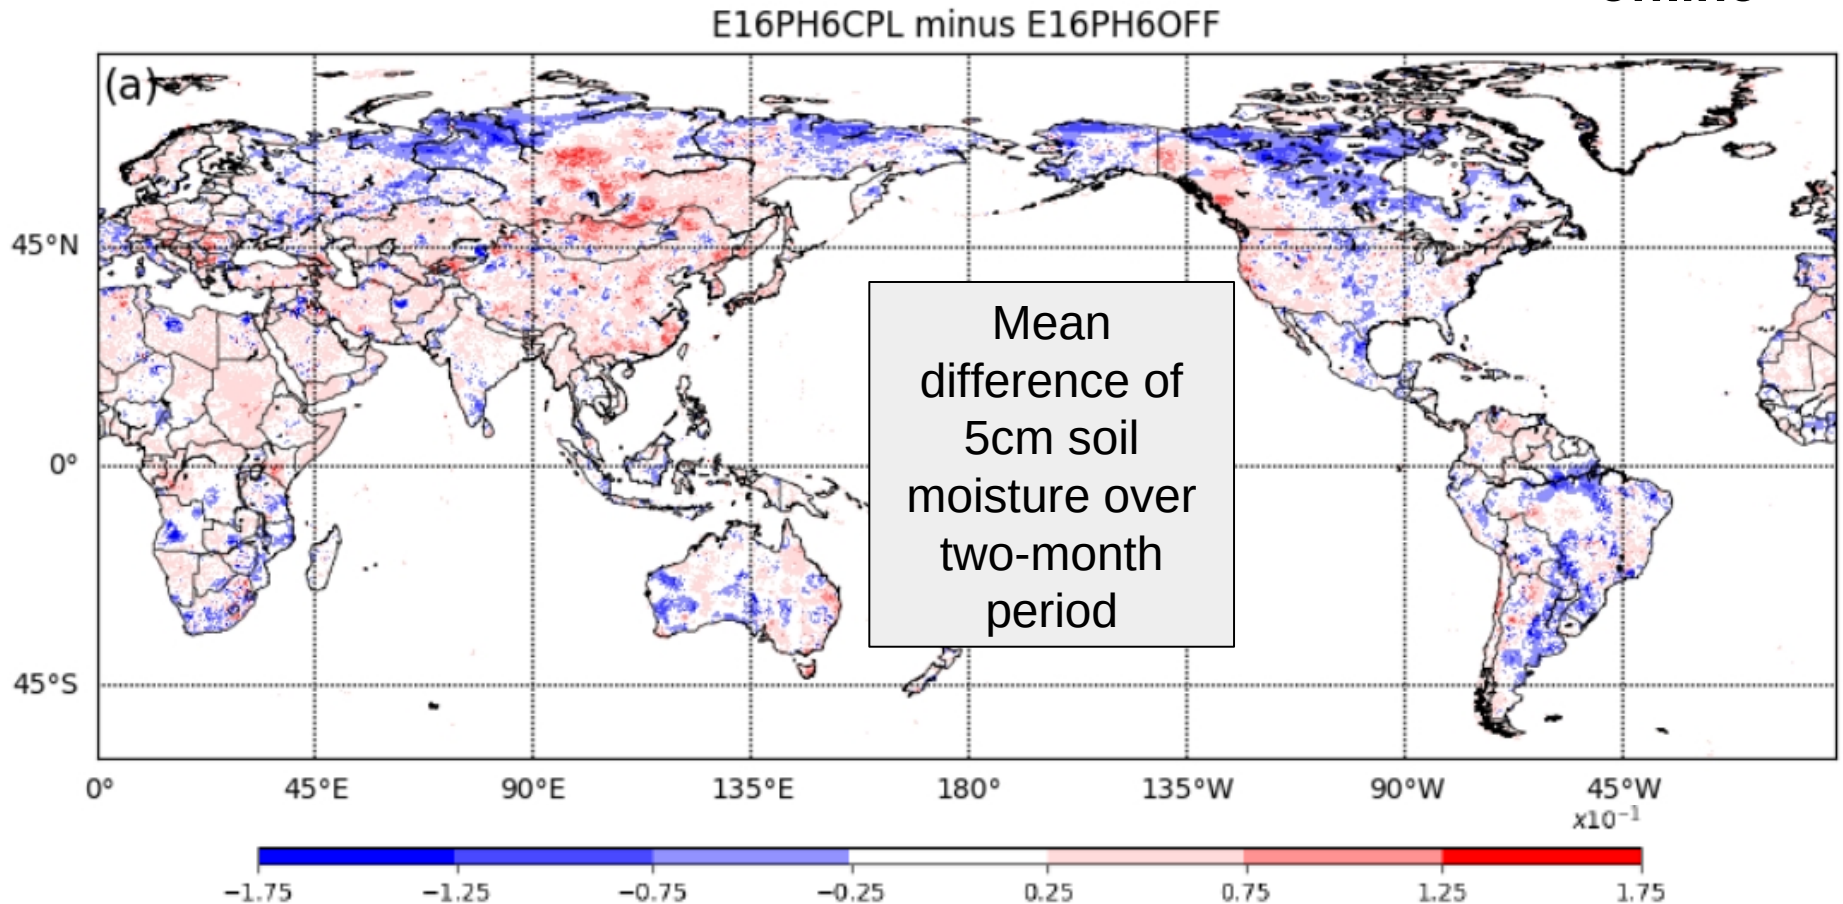 E16PH6CPL minus E16PH6OFF
(a)
45°N
0°
45°S
Mean
difference of
5cm soil
moisture over
two-month
period
0° 45°E 90°E 135°E 180° 135°W 90°W 45°W
x10⁻¹
−1.75 −1.25 −0.75 −0.25 0.25 0.75 1.25 1.75